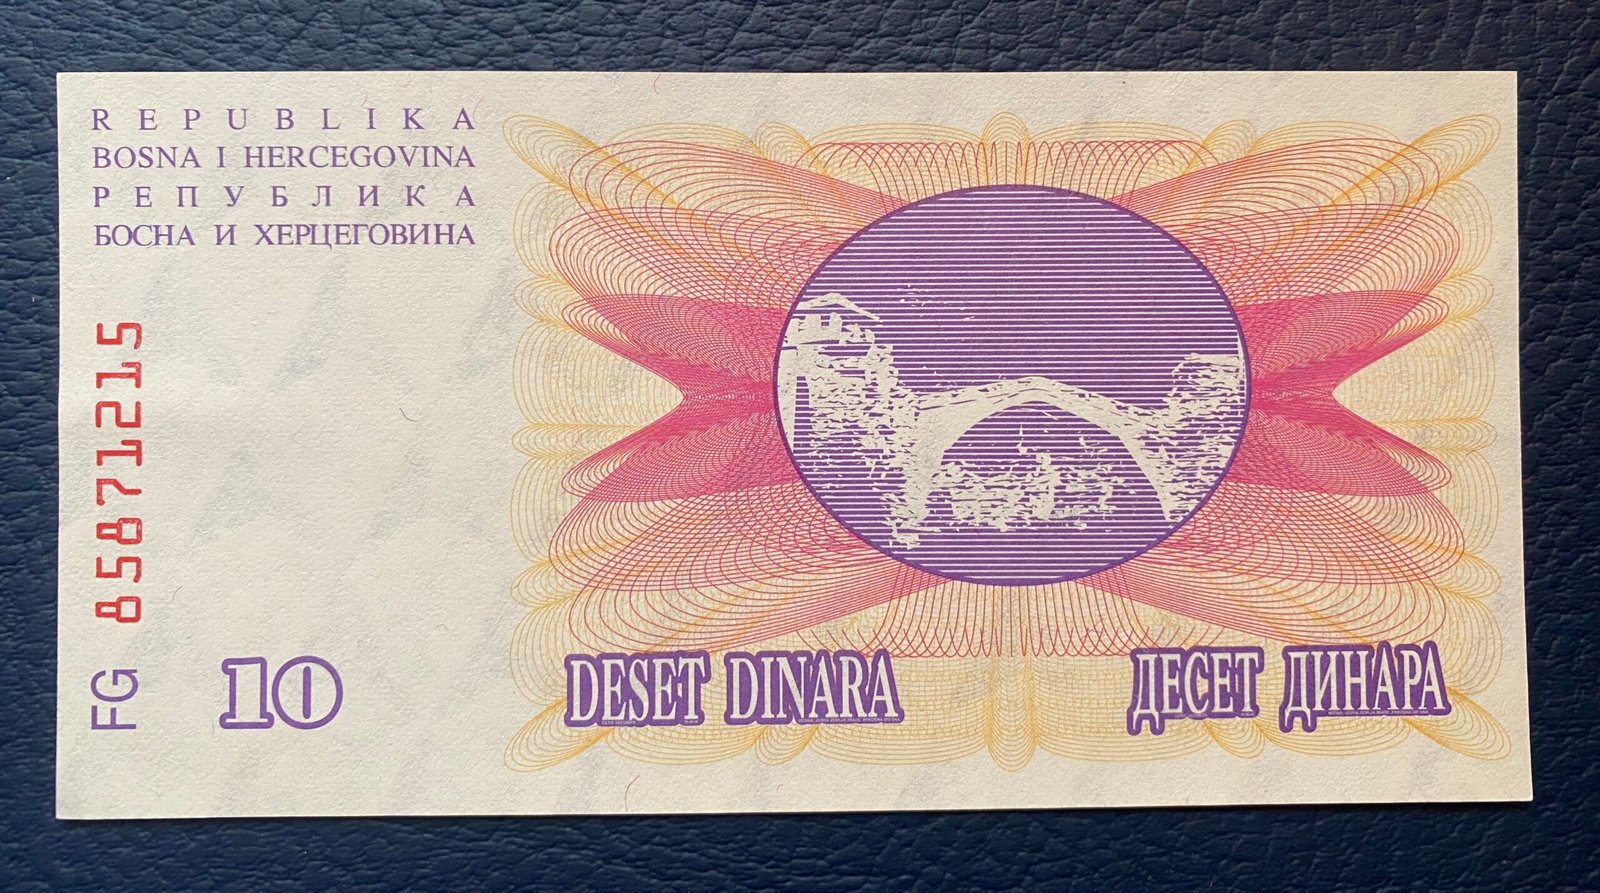 REPUBLIKA
BOSNA I HERCEGOVINA
РЕПУБЛИКА
БОСНА И ХЕРЦЕГОВИНА
FG 85871215
10
DESET DINARA
ДЕСЕТ ДИНАРА